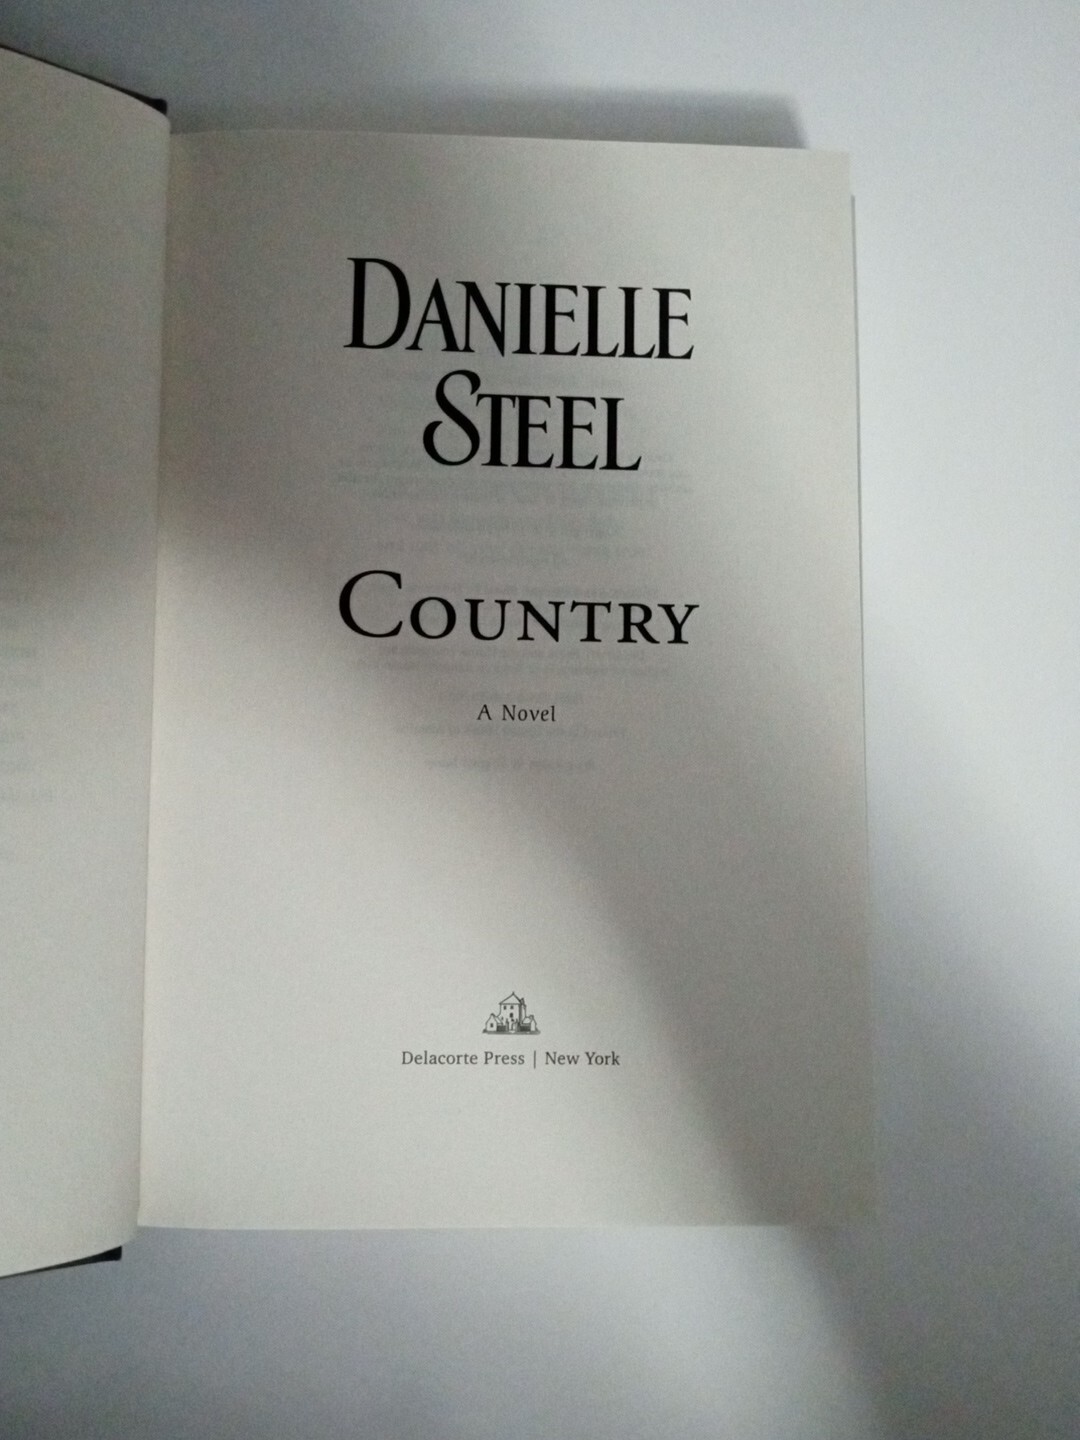 DANIELLE
STEEL
COUNTRY
A Novel
Delacorte Press | New York